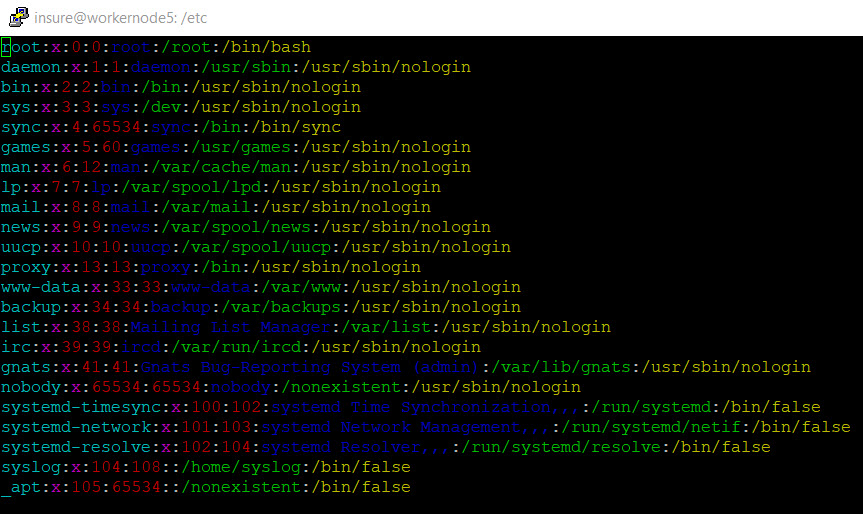 insure@workernode5: /etc
root:x:0:0:root:/root:/bin/bash
daemon:x:1:1:daemon:/usr/sbin:/usr/sbin/nologin
bin:x:2:2:bin:/bin:/usr/sbin/nologin
sys:x:3:3:sys:/dev:/usr/sbin/nologin
sync:x:4:65534:sync:/bin:/bin/sync
games:x:5:60:games:/usr/games:/usr/sbin/nologin
man:x:6:12:man:/var/cache/man:/usr/sbin/nologin
lp:x:7:7:lp:/var/spool/lpd:/usr/sbin/nologin
mail:x:8:8:mail:/var/mail:/usr/sbin/nologin
news:x:9:9:news:/var/spool/news:/usr/sbin/nologin
uucp:x:10:10:uucp:/var/spool/uucp:/usr/sbin/nologin
proxy:x:13:13:proxy:/bin:/usr/sbin/nologin
www-data:x:33:33:www-data:/var/www:/usr/sbin/nologin
backup:x:34:34:backup:/var/backups:/usr/sbin/nologin
list:x:38:38:Mailing List Manager:/var/list:/usr/sbin/nologin
irc:x:39:39:ircd:/var/run/ircd:/usr/sbin/nologin
gnats:x:41:41:Gnats Bug-Reporting System (admin):/var/lib/gnats:/usr/sbin/nologin
nobody:x:65534:65534:nobody:/nonexistent:/usr/sbin/nologin
systemd-timesync:x:100:102:systemd Time Synchronization,,,:/run/systemd:/bin/false
systemd-network:x:101:103:systemd Network Management,,,:/run/systemd/netif:/bin/false
systemd-resolve:x:102:104:systemd Resolver,,,:/run/systemd/resolve:/bin/false
syslog:x:104:108::/home/syslog:/bin/false
_apt:x:105:65534::/nonexistent:/bin/false